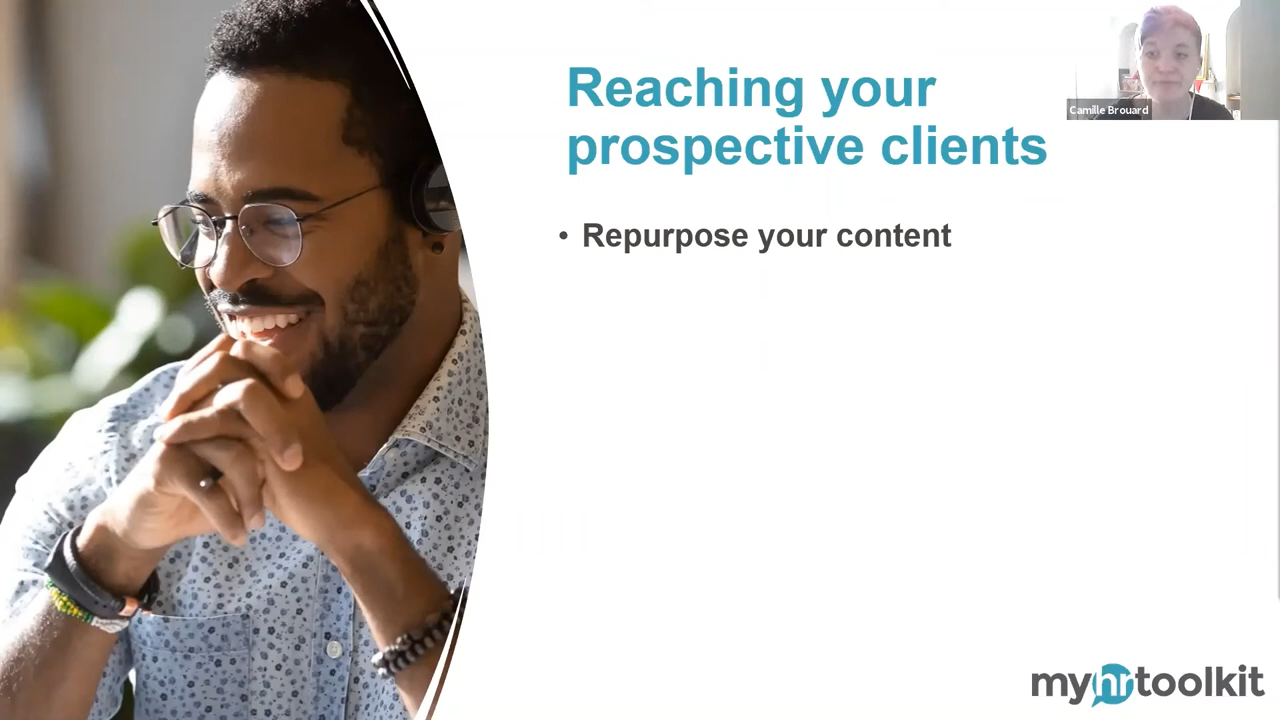 Reaching your
prospective clients
Camille Brouard
• Repurpose your content
myhrtoolkit